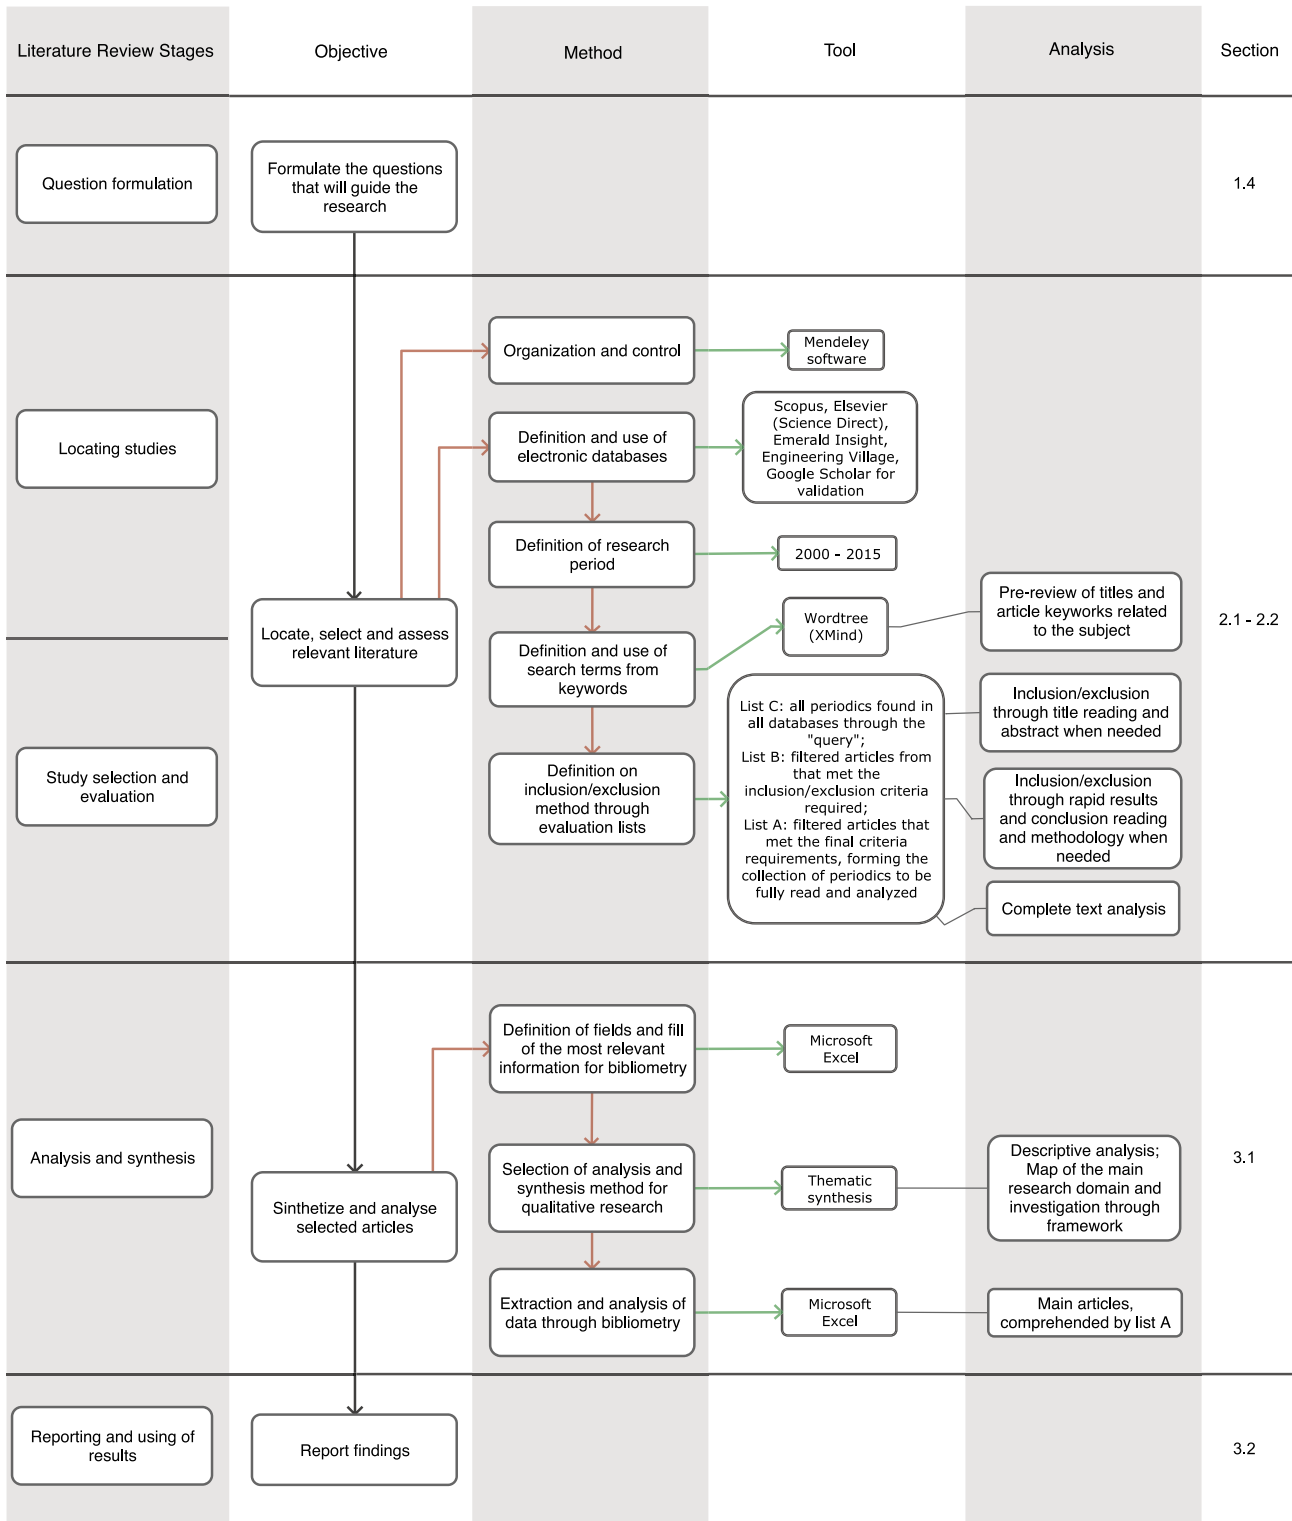 Literature Review Stages
Objective
Method
Tool
Analysis
Section
Question formulation
Formulate the questions
that will guide the
research
1.4
Locating studies
Organization and control
Mendeley
software
Definition and use of
electronic databases
Scopus, Elsevier
(Science Direct),
Emerald Insight,
Engineering Village,
Google Scholar for
validation
Definition of research
period
2000 - 2015
Locate, select and assess
relevant literature
Definition and use of
search terms from
keywords
Wordtree
(XMind)
Pre-review of titles and
article keyworks related
to the subject
2.1 - 2.2
Study selection and
evaluation
Definition on
inclusion/exclusion
method through
evaluation lists
List C: all periodics found in
all databases through the
"query";
List B: filtered articles from
that met the
inclusion/exclusion criteria
required;
List A: filtered articles that
met the final criteria
requirements, forming the
collection of periodics to be
fully read and analyzed
Inclusion/exclusion
through title reading and
abstract when needed
Inclusion/exclusion
through rapid results
and conclusion reading
and methodology when
needed
Complete text analysis
Analysis and synthesis
Sinthetize and analyse
selected articles
Definition of fields and fill
of the most relevant
information for bibliometry
Microsoft
Excel
Selection of analysis and
synthesis method for
qualitative research
Thematic
synthesis
Descriptive analysis;
Map of the main
research domain and
investigation through
framework
3.1
Extraction and analysis of
data through bibliometry
Microsoft
Excel
Main articles,
comprehended by list A
Reporting and using of
results
Report findings
3.2